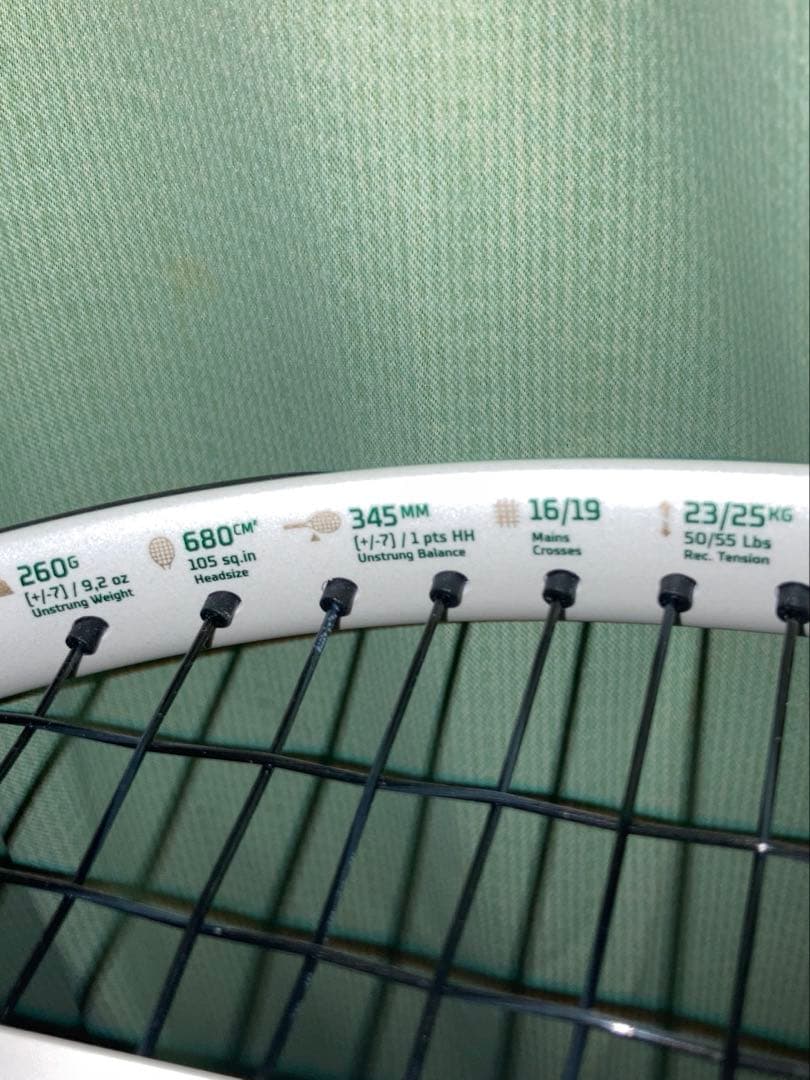 260G
[+/-7] / 9,2 oz
Unstrung Weight
680CM²
105 sq.in
Headsize
345MM
[+/-7] / 1 pts HH
Unstrung Balance
16/19
Mains
Crosses
23/25KG
50/55 Lbs
Rec. Tension